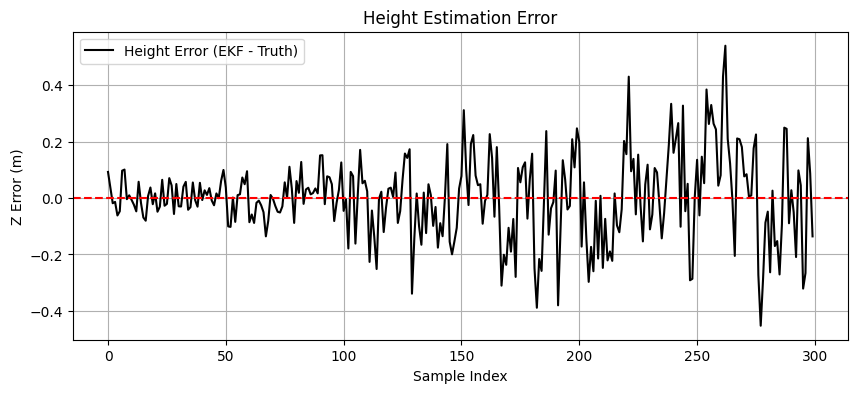 Height Estimation Error
Height Error (EKF - Truth)
Z Error (m)
0.4
0.2
0.0
−0.2
−0.4
0 50 100 150 200 250 300
Sample Index